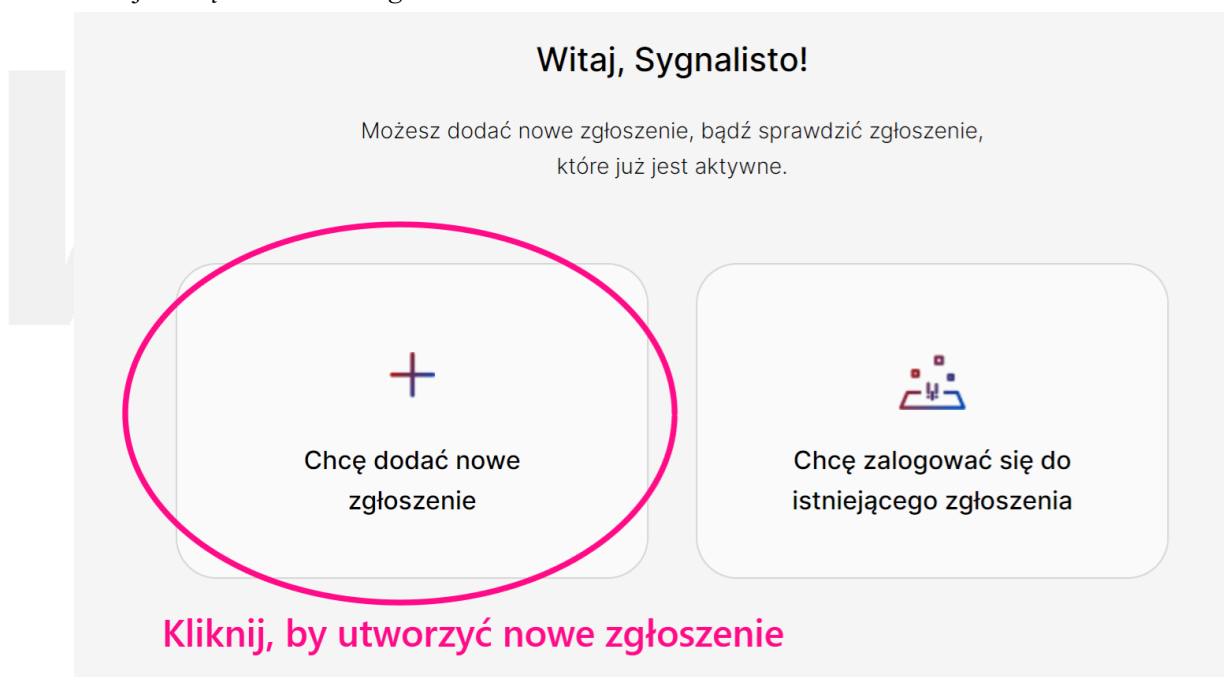 Witaj, Sygnalisto!
Możesz dodać nowe zgłoszenie, bądź sprawdzić zgłoszenie,
które już jest aktywne.
Chcę dodać nowe
zgłoszenie
Chcę zalogować się do
istniejącego zgłoszenia
Kliknij, by utworzyć nowe zgłoszenie